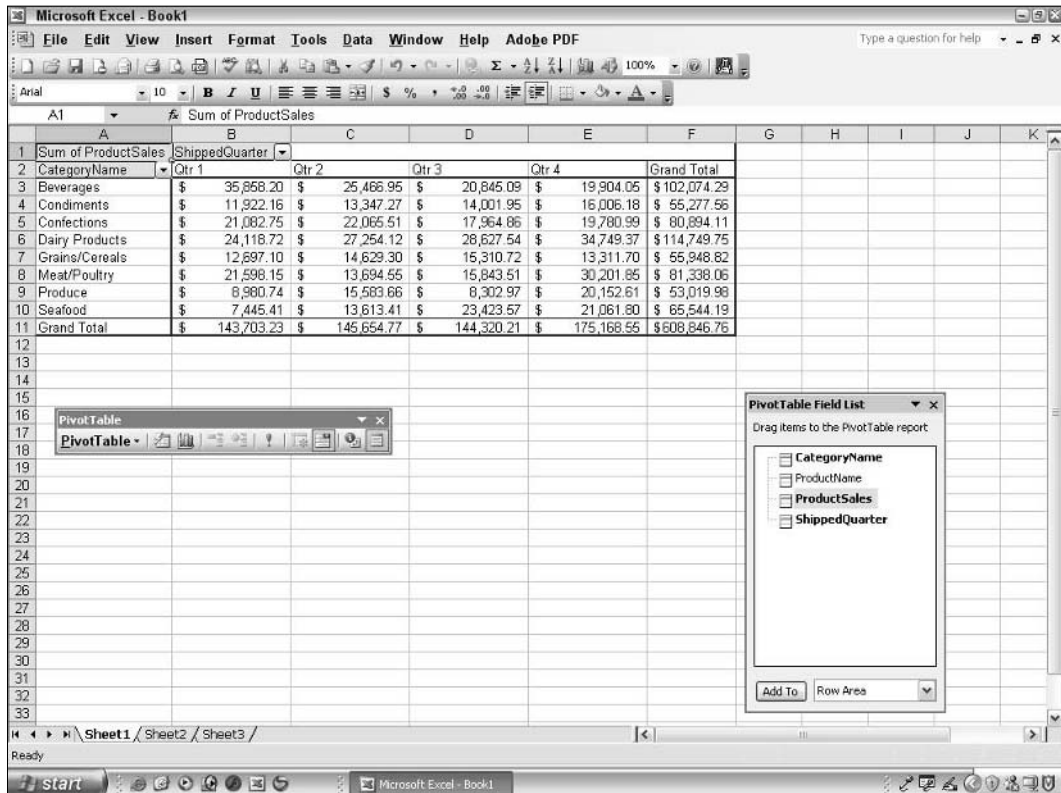 Microsoft Excel - Book1
File Edit View Insert Format Tools Data Window Help Adobe PDF Type a question for help
100%
Arial 10 B I U $ % , A
A1 fx Sum of ProductSales
A B C D E F G H I J K
1 Sum of ProductSales ShippedQuarter
2 CategoryName Qtr 1 Qtr 2 Qtr 3 Qtr 4 Grand Total
3 Beverages $ 35,858.20 $ 25,466.95 $ 20,845.09 $ 19,904.05 $102,074.29
4 Condiments $ 11,922.16 $ 13,347.27 $ 14,001.95 $ 16,006.18 $ 55,277.56
5 Confections $ 21,082.75 $ 22,065.51 $ 17,964.86 $ 19,780.99 $ 80,894.11
6 Dairy Products $ 24,118.72 $ 27,254.12 $ 28,627.54 $ 34,749.37 $114,749.75
7 Grains/Cereals $ 12,697.10 $ 14,629.30 $ 15,310.72 $ 13,311.70 $ 55,948.82
8 Meat/Poultry $ 21,598.15 $ 13,694.55 $ 15,843.51 $ 30,201.85 $ 81,338.06
9 Produce $ 8,980.74 $ 15,583.66 $ 8,302.97 $ 20,152.61 $ 53,019.98
10 Seafood $ 7,445.41 $ 13,613.41 $ 23,423.57 $ 21,061.80 $ 65,544.19
11 Grand Total $ 143,703.23 $ 145,654.77 $ 144,320.21 $ 175,168.55 $608,846.76
12
13
14
15
16
17
18
19
20
21
22
23
24
25
26
27
28
29
30
31
32
33
PivotTable
PivotTable
PivotTable Field List
Drag items to the PivotTable report
CategoryName
ProductName
ProductSales
ShippedQuarter
Add To Row Area
Sheet1 Sheet2 Sheet3
Ready
start Microsoft Excel - Book1